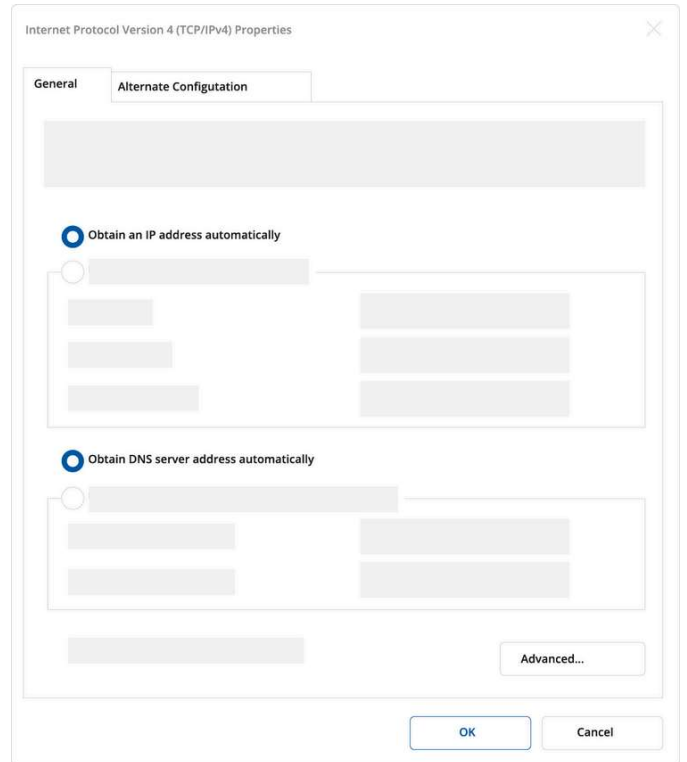 Internet Protocol Version 4 (TCP/IPv4) Properties
General
Alternate Configutation
Obtain an IP address automatically
Obtain DNS server address automatically
Advanced...
OK
Cancel